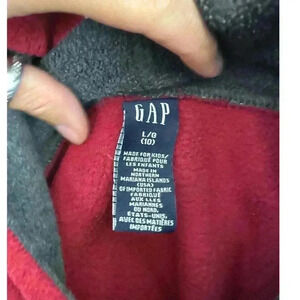 GAP
L/G
(10)
MADE FOR KIDS/
FABRIQUÉ POUR
LES ENFANTS
MADE IN
NORTHERN
MARIANA ISLANDS
(USA)
OF IMPORTED FABRIC
FABRIQUÉ
AUX ILES
MARIANNES
DU NORD,
ETATS-UNIS,
AVEC DES MATIÈRES
IMPORTÉES